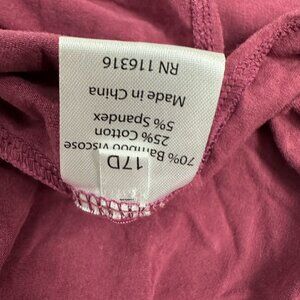 17D
70% Bamboo viscose
25% Cotton
5% Spandex
Made in China
RN 116316